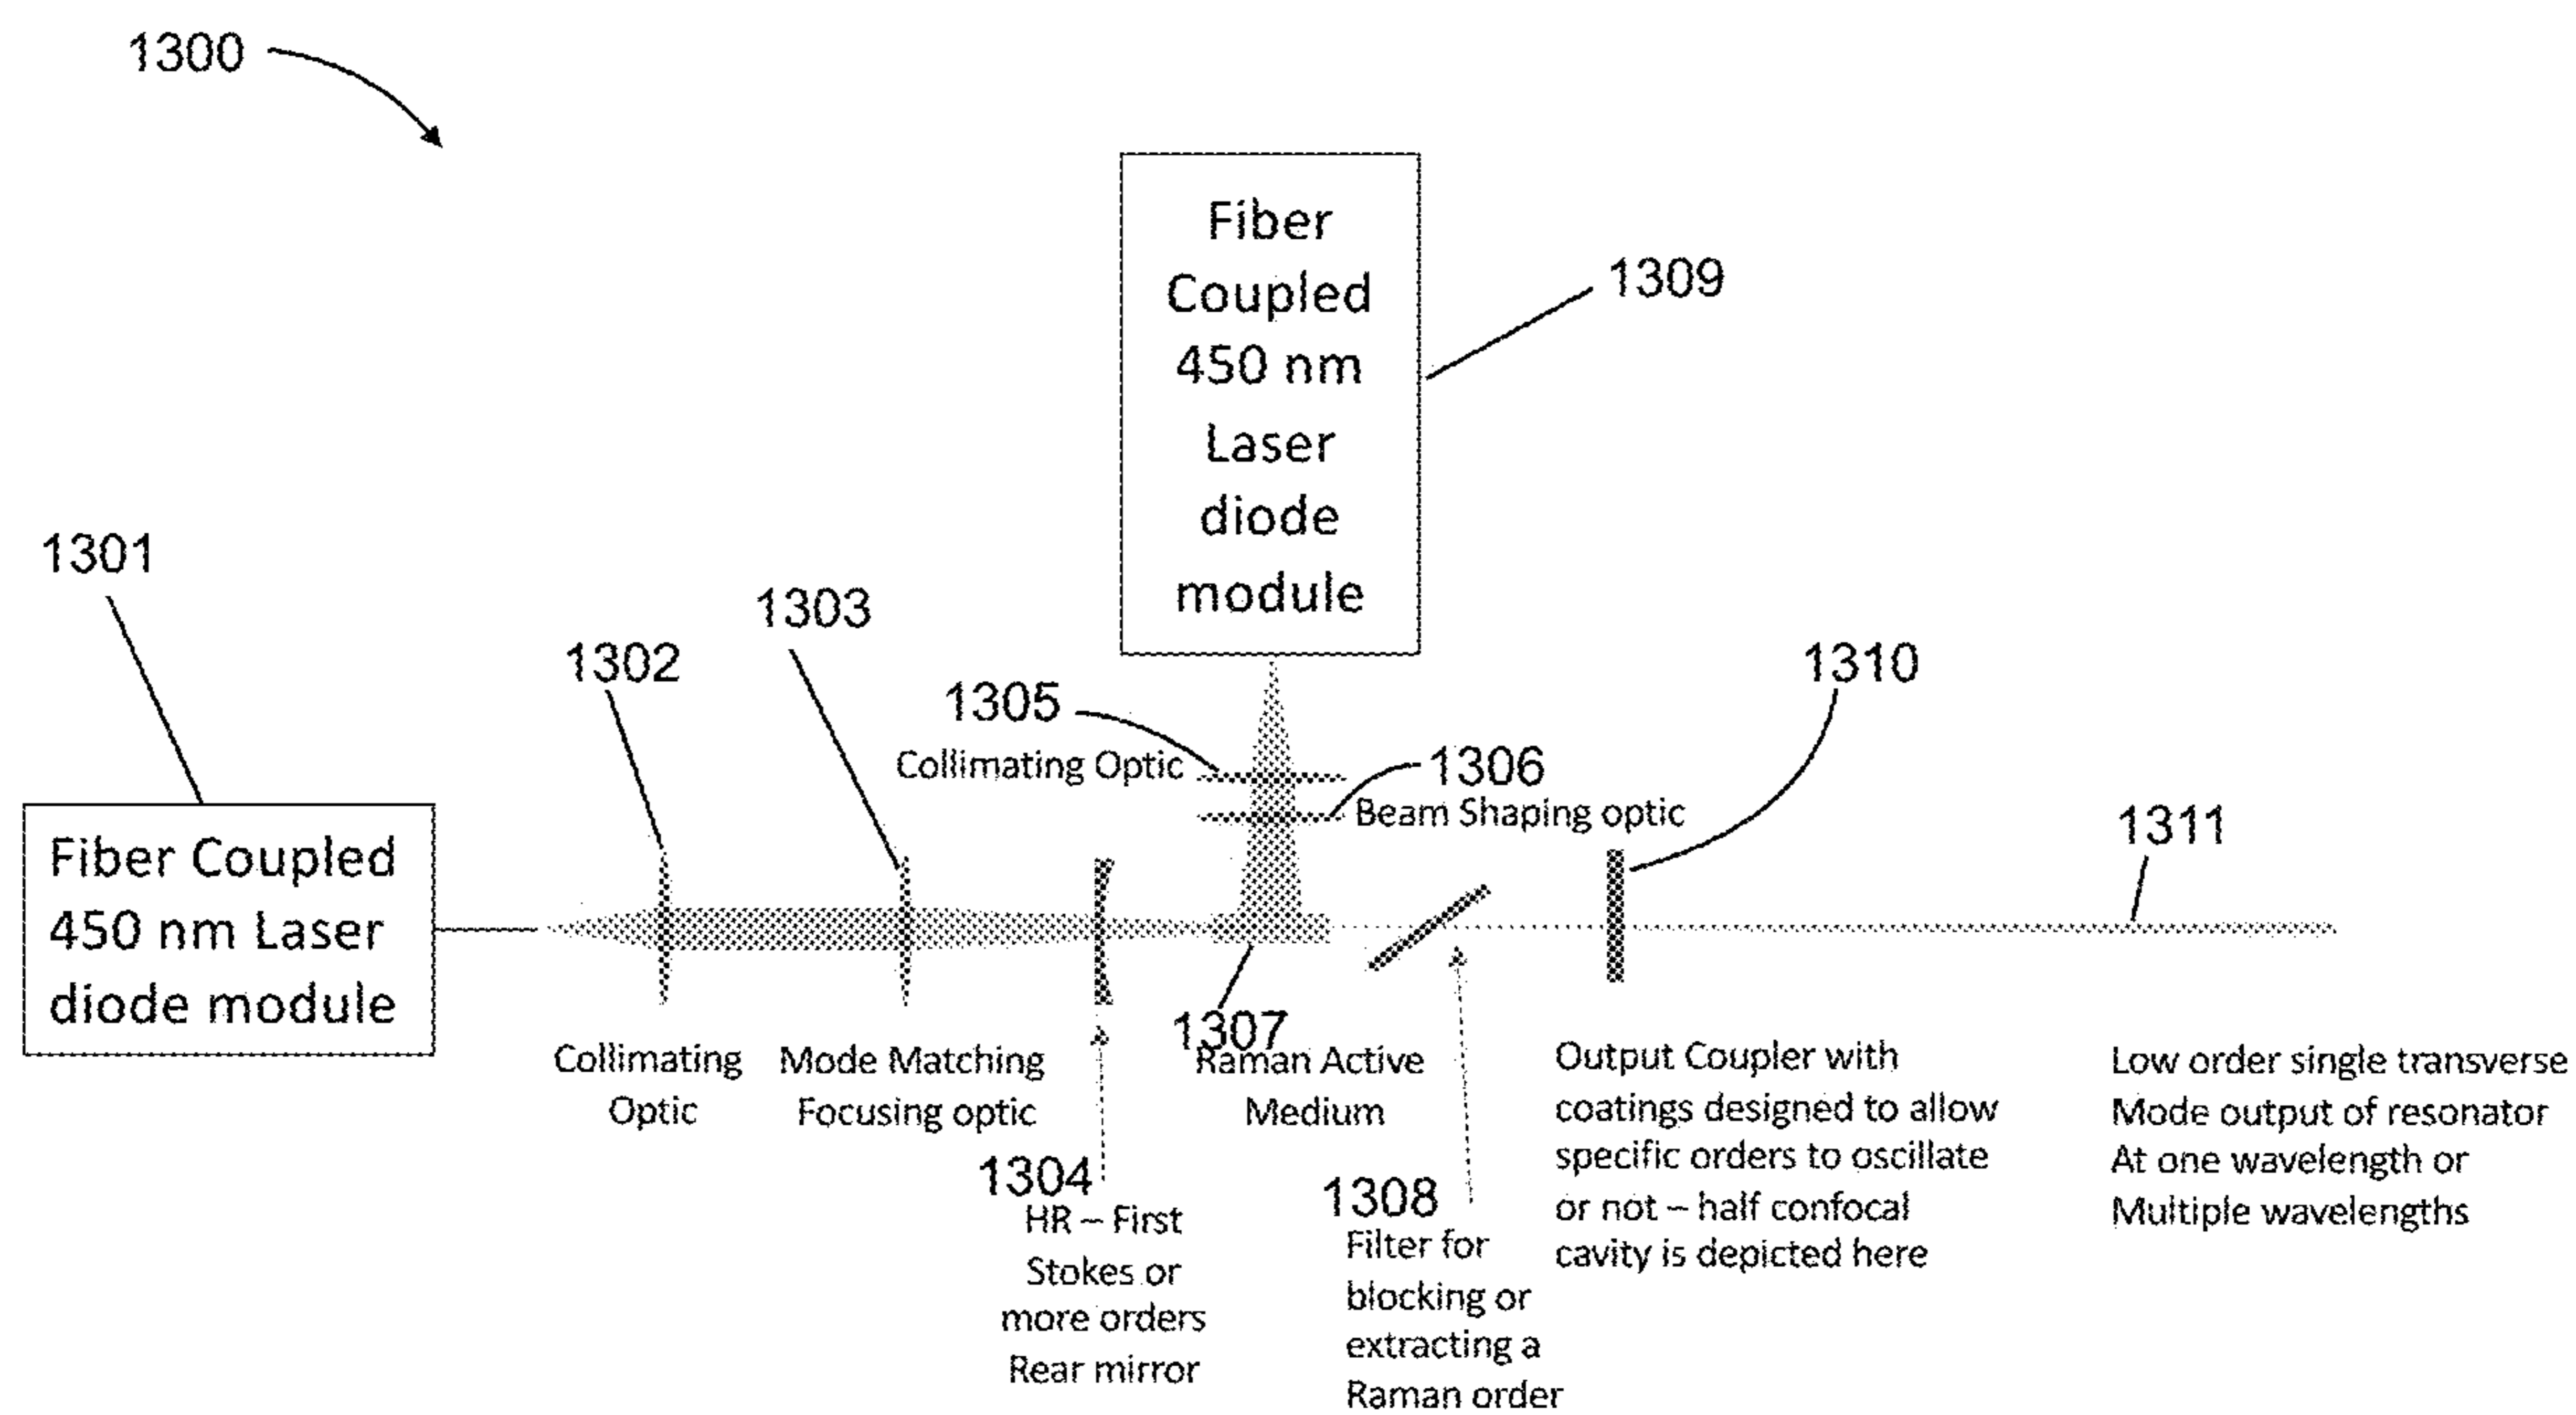 1300
Fiber
Coupled
450 nm
Laser
diode
module
1309
1301
Fiber Coupled
450 nm Laser
diode module
1302
1303
1305
Collimating Optic
1306
Beam Shaping optic
1310
1311
Collimating
Optic
Mode Matching
Focusing optic
1304
HR – First
Stokes or
more orders
Rear mirror
1307
Raman Active
Medium
1308
Filter for
blocking or
extracting a
Raman order
Output Coupler with
coatings designed to allow
specific orders to oscillate
or not – half confocal
cavity is depicted here
Low order single transverse
Mode output of resonator
At one wavelength or
Multiple wavelengths